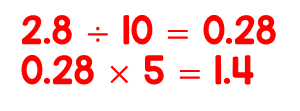 2.8 ÷ 10 = 0.28
0.28 × 5 = 1.4